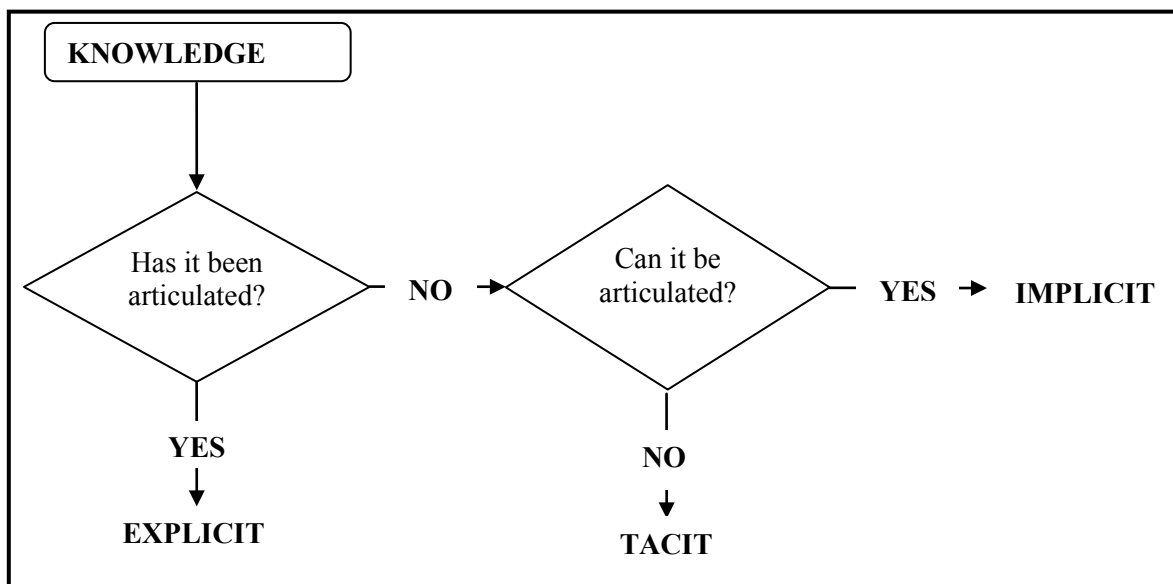 KNOWLEDGE
Has it been
articulated?
NO
Can it be
articulated?
YES
IMPLICIT
YES
EXPLICIT
NO
TACIT